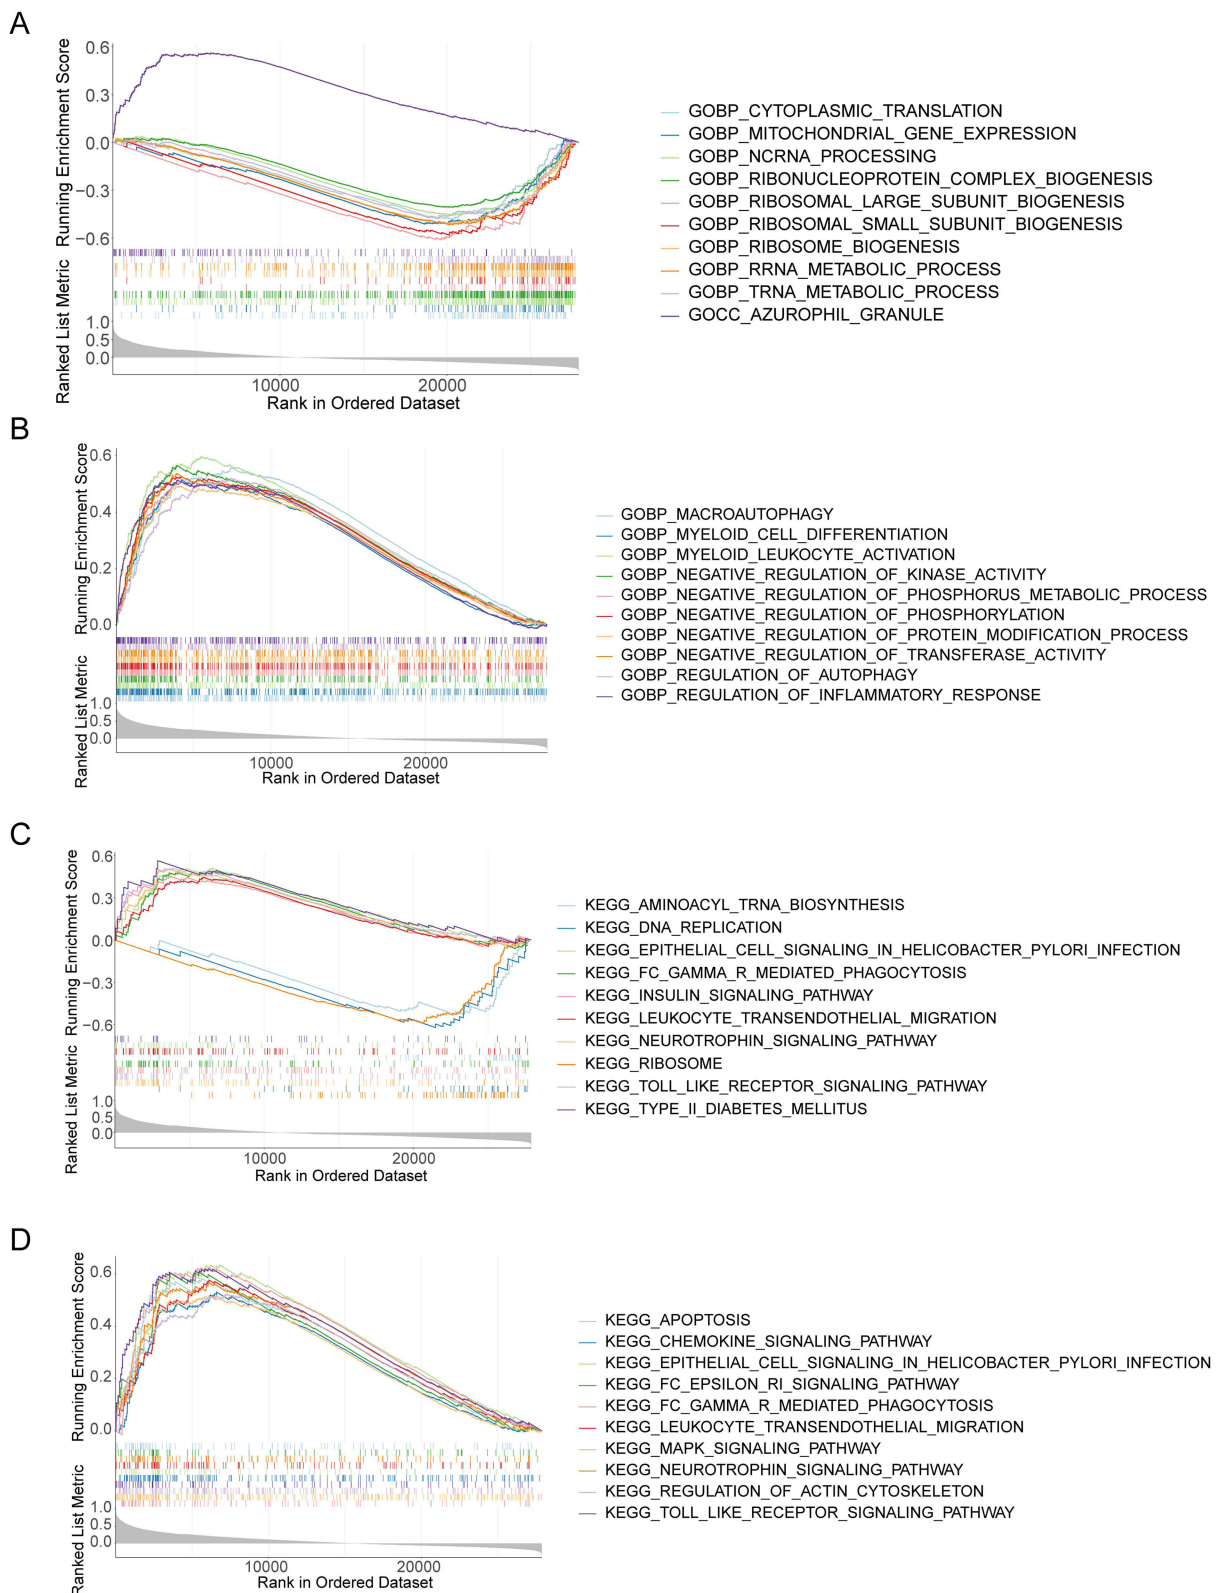 A
Running Enrichment Score
0.6
0.3
0.0
−0.3
−0.6
Ranked List Metric
1.0
0.5
0.0
10000
20000
Rank in Ordered Dataset
GOBP_CYTOPLASMIC_TRANSLATION
GOBP_MITOCHONDRIAL_GENE_EXPRESSION
GOBP_NCRNA_PROCESSING
GOBP_RIBONUCLEOPROTEIN_COMPLEX_BIOGENESIS
GOBP_RIBOSOMAL_LARGE_SUBUNIT_BIOGENESIS
GOBP_RIBOSOMAL_SMALL_SUBUNIT_BIOGENESIS
GOBP_RIBOSOME_BIOGENESIS
GOBP_RRNA_METABOLIC_PROCESS
GOBP_TRNA_METABOLIC_PROCESS
GOCC_AZUROPHIL_GRANULE
B
Running Enrichment Score
0.6
0.4
0.2
0.0
Ranked List Metric
1.0
0.5
0.0
10000
20000
Rank in Ordered Dataset
GOBP_MACROAUTOPHAGY
GOBP_MYELOID_CELL_DIFFERENTIATION
GOBP_MYELOID_LEUKOCYTE_ACTIVATION
GOBP_NEGATIVE_REGULATION_OF_KINASE_ACTIVITY
GOBP_NEGATIVE_REGULATION_OF_PHOSPHORUS_METABOLIC_PROCESS
GOBP_NEGATIVE_REGULATION_OF_PHOSPHORYLATION
GOBP_NEGATIVE_REGULATION_OF_PROTEIN_MODIFICATION_PROCESS
GOBP_NEGATIVE_REGULATION_OF_TRANSFERASE_ACTIVITY
GOBP_REGULATION_OF_AUTOPHAGY
GOBP_REGULATION_OF_INFLAMMATORY_RESPONSE
C
Running Enrichment Score
0.6
0.3
0.0
−0.3
−0.6
Ranked List Metric
1.0
0.5
0.0
10000
20000
Rank in Ordered Dataset
KEGG_AMINOACYL_TRNA_BIOSYNTHESIS
KEGG_DNA_REPLICATION
KEGG_EPITHELIAL_CELL_SIGNALING_IN_HELICOBACTER_PYLORI_INFECTION
KEGG_FC_GAMMA_R_MEDIATED_PHAGOCYTOSIS
KEGG_INSULIN_SIGNALING_PATHWAY
KEGG_LEUKOCYTE_TRANSENDOTHELIAL_MIGRATION
KEGG_NEUROTROPHIN_SIGNALING_PATHWAY
KEGG_RIBOSOME
KEGG_TOLL_LIKE_RECEPTOR_SIGNALING_PATHWAY
KEGG_TYPE_II_DIABETES_MELLITUS
D
Running Enrichment Score
0.6
0.4
0.2
0.0
Ranked List Metric
1.0
0.5
0.0
10000
20000
Rank in Ordered Dataset
KEGG_APOPTOSIS
KEGG_CHEMOKINE_SIGNALING_PATHWAY
KEGG_EPITHELIAL_CELL_SIGNALING_IN_HELICOBACTER_PYLORI_INFECTION
KEGG_FC_EPSILON_RI_SIGNALING_PATHWAY
KEGG_FC_GAMMA_R_MEDIATED_PHAGOCYTOSIS
KEGG_LEUKOCYTE_TRANSENDOTHELIAL_MIGRATION
KEGG_MAPK_SIGNALING_PATHWAY
KEGG_NEUROTROPHIN_SIGNALING_PATHWAY
KEGG_REGULATION_OF_ACTIN_CYTOSKELETON
KEGG_TOLL_LIKE_RECEPTOR_SIGNALING_PATHWAY